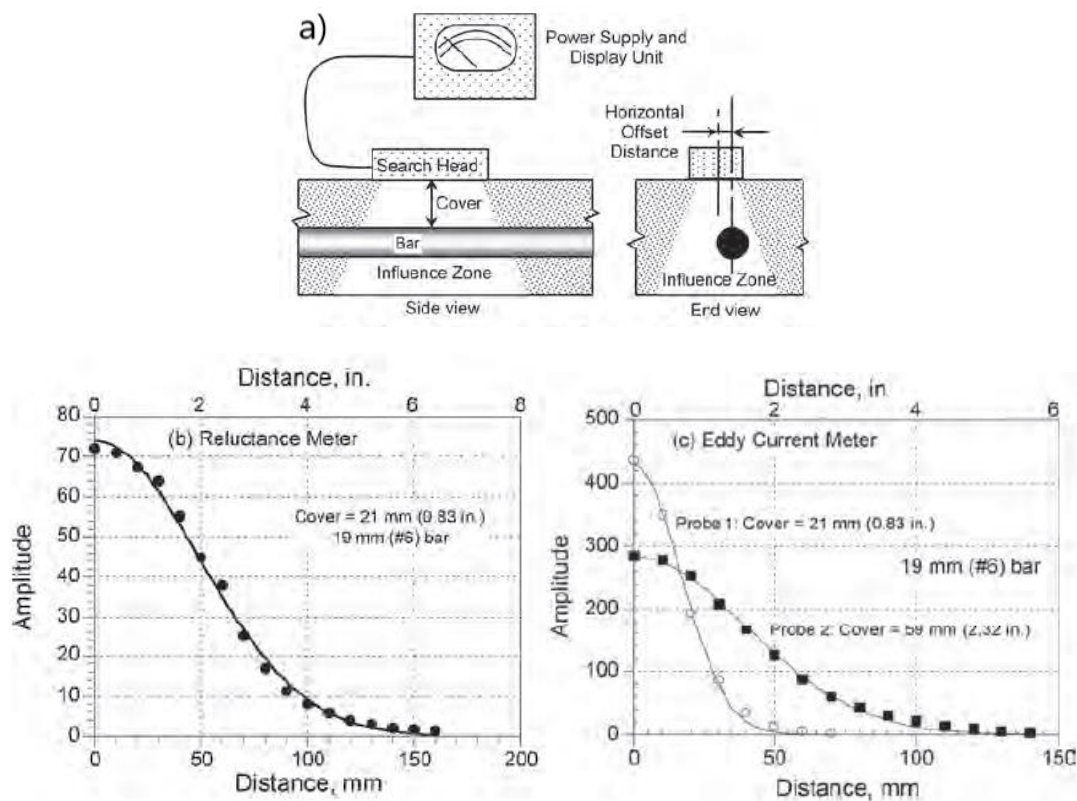 a)
Power Supply and
Display Unit
Horizontal
Offset
Distance
Search Head
Cover
Bar
Influence Zone
Influence Zone
Side view
End view
Distance, in.
0 2 4 6 8
80
70
60
50
40
30
20
10
0
Amplitude
(b) Reluctance Meter
Cover = 21 mm (0.83 in.)
19 mm (#6) bar
0 50 100 150 200
Distance, mm
Distance, in
0 2 4 6
500
400
300
200
100
0
Amplitude
(c) Eddy Current Meter
Probe 1: Cover = 21 mm (0.83 in.)
19 mm (#6) bar
Probe 2: Cover = 59 mm (2.32 in.)
0 50 100 150
Distance, mm